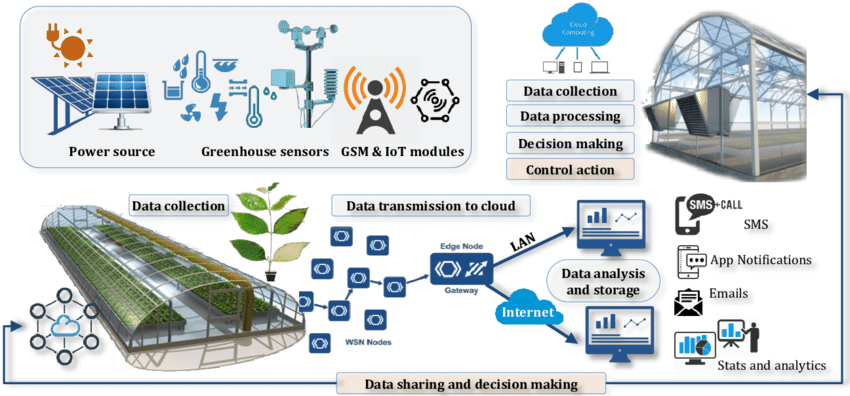 Cloud
Computing
Data collection
Data processing
Decision making
Control action
Power source
Greenhouse sensors
GSM & IoT modules
Data collection
Data transmission to cloud
Edge Node
Gateway
WSN Nodes
LAN
Internet
Data analysis
and storage
SMS+CALL
SMS
App Notifications
Emails
Stats and analytics
Data sharing and decision making